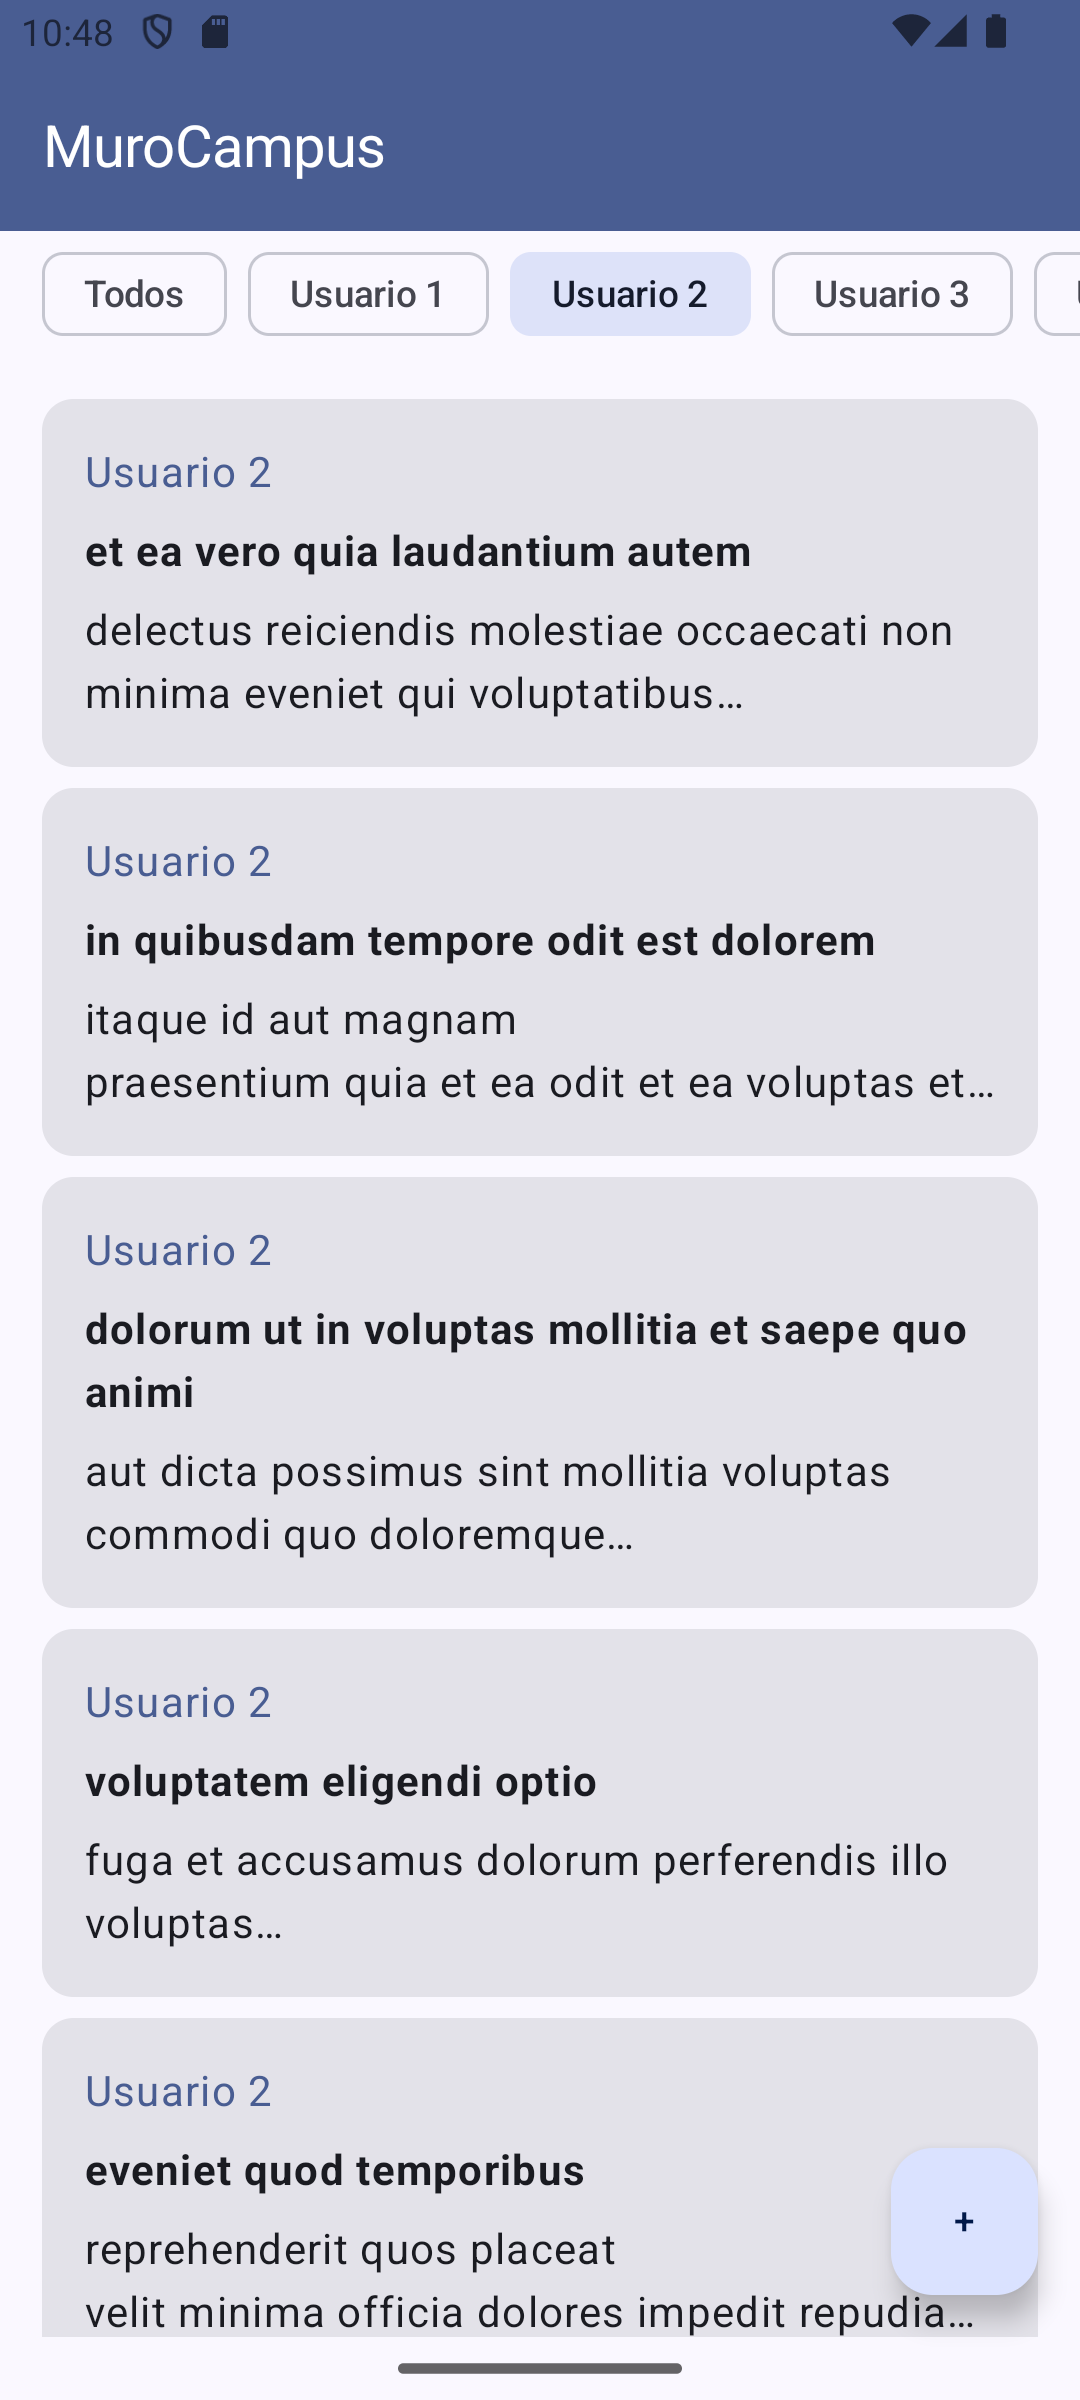 10:48
MuroCampus
Todos
Usuario 1
Usuario 2
Usuario 3
Usuario 2
et ea vero quia laudantium autem
delectus reiciendis molestiae occaecati non
minima eveniet qui voluptatibus…
Usuario 2
in quibusdam tempore odit est dolorem
itaque id aut magnam
praesentium quia et ea odit et ea voluptas et…
Usuario 2
dolorum ut in voluptas mollitia et saepe quo
animi
aut dicta possimus sint mollitia voluptas
commodi quo doloremque…
Usuario 2
voluptatem eligendi optio
fuga et accusamus dolorum perferendis illo
voluptas…
Usuario 2
eveniet quod temporibus
reprehenderit quos placeat
velit minima officia dolores impedit repudia…
+